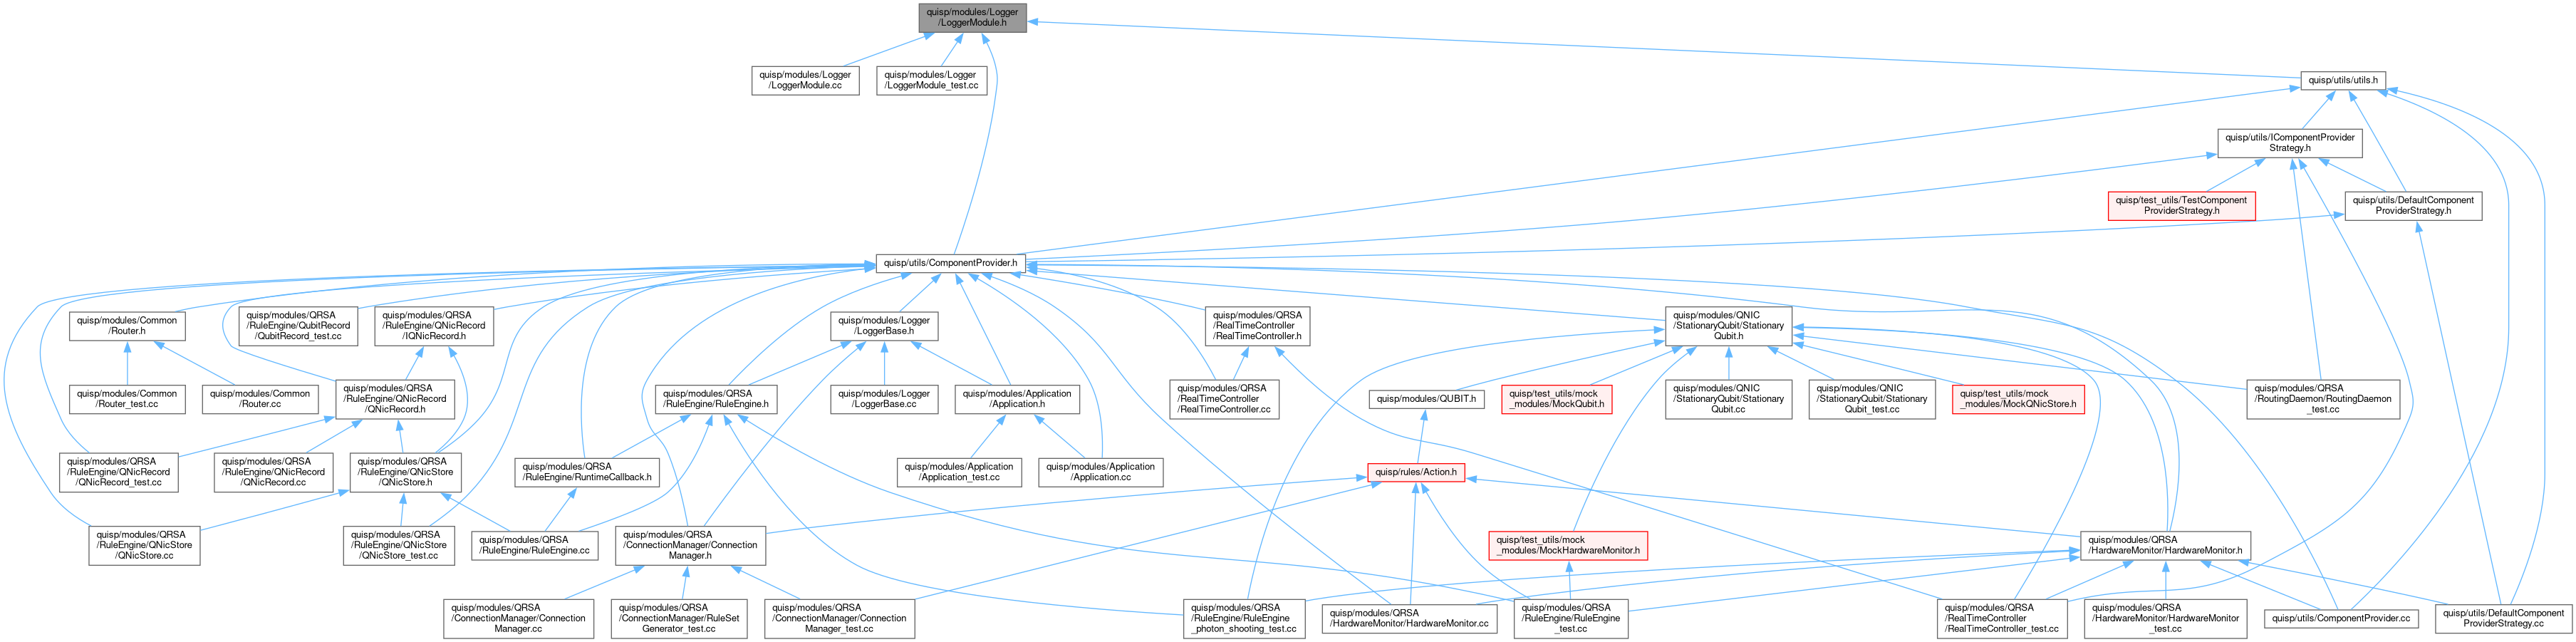 quisp/modules/Logger
/LoggerModule.h
quisp/modules/Logger
/LoggerModule.cc
quisp/modules/Logger
/LoggerModule_test.cc
quisp/utils/utils.h
quisp/utils/IComponentProvider
Strategy.h
quisp/test_utils/TestComponent
ProviderStrategy.h
quisp/utils/DefaultComponent
ProviderStrategy.h
quisp/utils/ComponentProvider.h
quisp/modules/Common
/Router.h
quisp/modules/QRSA
/RuleEngine/QubitRecord
/QubitRecord_test.cc
quisp/modules/QRSA
/RuleEngine/QNicRecord
/IQNicRecord.h
quisp/modules/Logger
/LoggerBase.h
quisp/modules/QRSA
/RealTimeController
/RealTimeController.h
quisp/modules/QNIC
/StationaryQubit/Stationary
Qubit.h
quisp/modules/Common
/Router_test.cc
quisp/modules/Common
/Router.cc
quisp/modules/QRSA
/RuleEngine/QNicRecord
/QNicRecord.h
quisp/modules/QRSA
/RuleEngine/RuleEngine.h
quisp/modules/Logger
/LoggerBase.cc
quisp/modules/Application
/Application.h
quisp/modules/QRSA
/RealTimeController
/RealTimeController.cc
quisp/modules/QUBIT.h
quisp/test_utils/mock
_modules/MockQubit.h
quisp/modules/QNIC
/StationaryQubit/Stationary
Qubit.cc
quisp/modules/QNIC
/StationaryQubit/Stationary
Qubit_test.cc
quisp/test_utils/mock
_modules/MockQNicStore.h
quisp/modules/QRSA
/RoutingDaemon/RoutingDaemon
_test.cc
quisp/modules/QRSA
/RuleEngine/QNicRecord
/QNicRecord_test.cc
quisp/modules/QRSA
/RuleEngine/QNicRecord
/QNicRecord.cc
quisp/modules/QRSA
/RuleEngine/QNicStore
/QNicStore.h
quisp/modules/QRSA
/RuleEngine/RuntimeCallback.h
quisp/modules/Application
/Application_test.cc
quisp/modules/Application
/Application.cc
quisp/rules/Action.h
quisp/modules/QRSA
/RuleEngine/QNicStore
/QNicStore.cc
quisp/modules/QRSA
/RuleEngine/QNicStore
/QNicStore_test.cc
quisp/modules/QRSA
/RuleEngine/RuleEngine.cc
quisp/modules/QRSA
/ConnectionManager/Connection
Manager.h
quisp/test_utils/mock
_modules/MockHardwareMonitor.h
quisp/modules/QRSA
/HardwareMonitor/HardwareMonitor.h
quisp/modules/QRSA
/ConnectionManager/Connection
Manager.cc
quisp/modules/QRSA
/ConnectionManager/RuleSet
Generator_test.cc
quisp/modules/QRSA
/ConnectionManager/Connection
Manager_test.cc
quisp/modules/QRSA
/RuleEngine/RuleEngine
_photon_shooting_test.cc
quisp/modules/QRSA
/HardwareMonitor/HardwareMonitor.cc
quisp/modules/QRSA
/RuleEngine/RuleEngine
_test.cc
quisp/modules/QRSA
/RealTimeController
/RealTimeController_test.cc
quisp/modules/QRSA
/HardwareMonitor/HardwareMonitor
_test.cc
quisp/utils/ComponentProvider.cc
quisp/utils/DefaultComponent
ProviderStrategy.cc